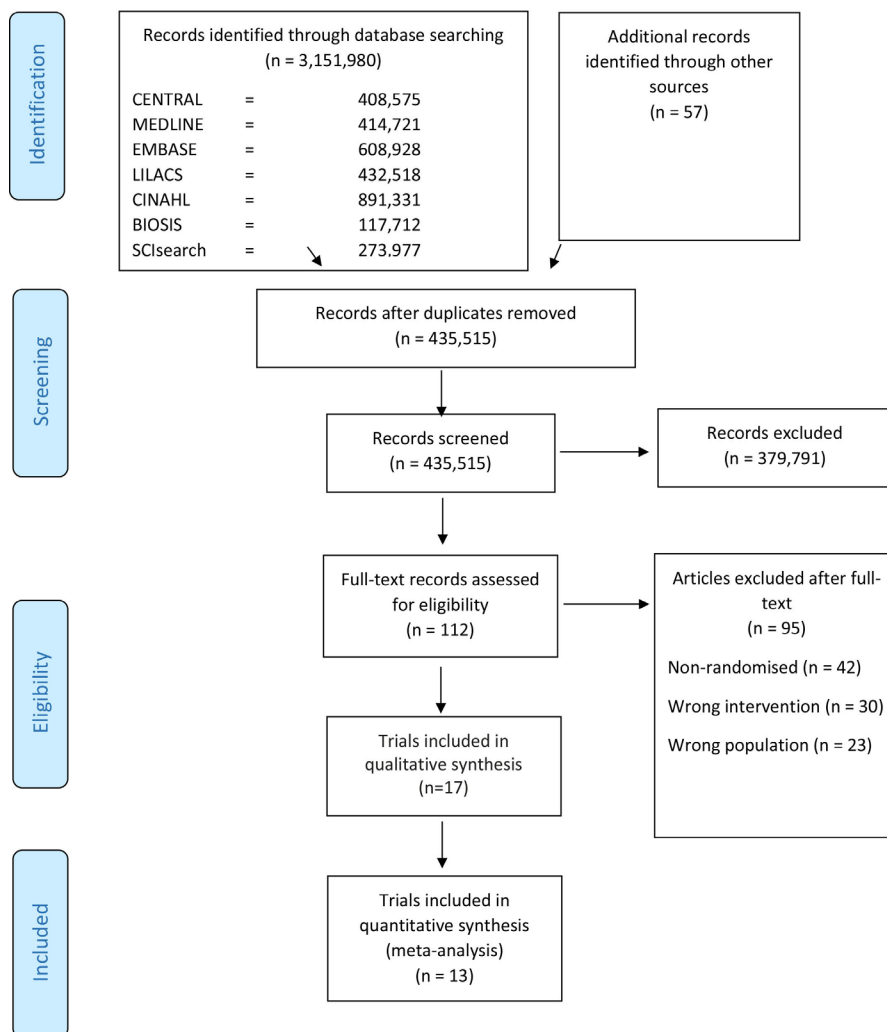 Identification
Records identified through database searching
(n = 3,151,980)
CENTRAL = 408,575
MEDLINE = 414,721
EMBASE = 608,928
LILACS = 432,518
CINAHL = 891,331
BIOSIS = 117,712
SCIsearch = 273.977
Additional records
identified through other
sources
(n = 57)
Screening
Records after duplicates removed
(n = 435,515)
Records screened
(n = 435,515)
Records excluded
(n = 379,791)
Eligibility
Full-text records assessed
for eligibility
(n = 112)
Articles excluded after full-
text
(n = 95)
Non-randomised (n = 42)
Wrong intervention (n = 30)
Wrong population (n = 23)
Trials included in
qualitative synthesis
(n=17)
Included
Trials included in
quantitative synthesis
(meta-analysis)
(n = 13)